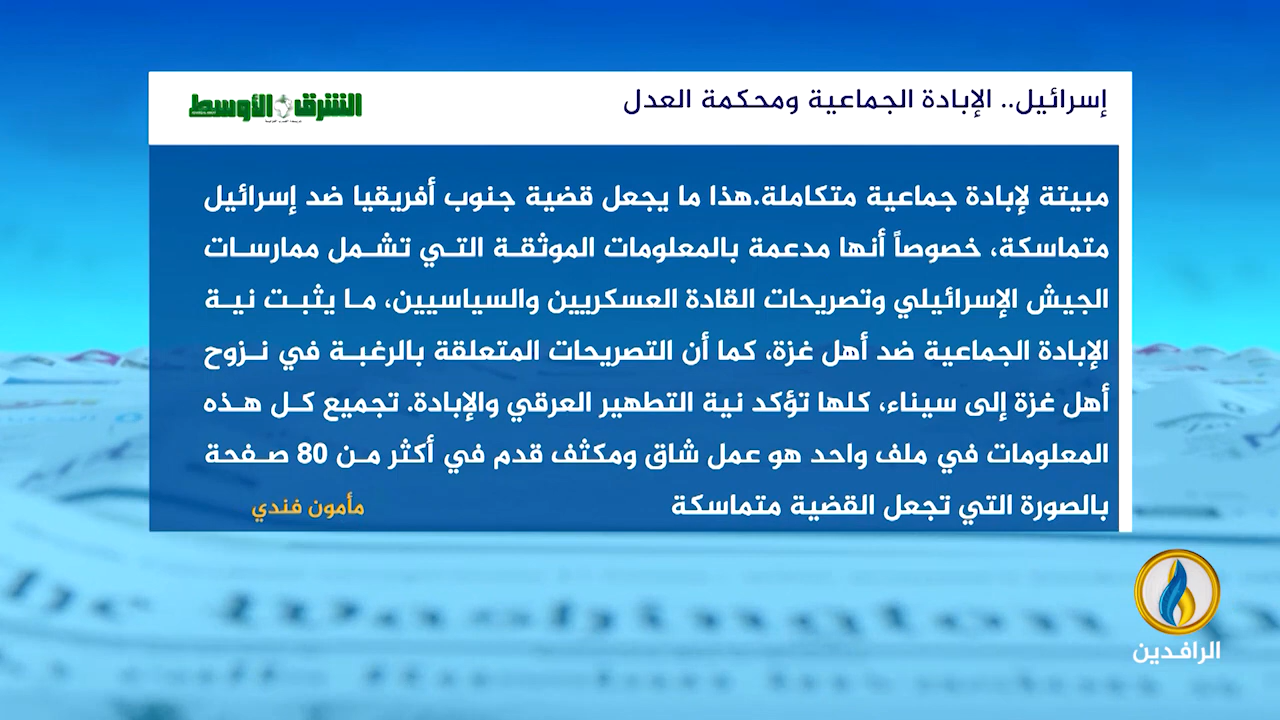 إسرائيل.. الإبادة الجماعية ومحكمة العدل
الشرق الأوسط
مبيتة لإبادة جماعية متكاملة.هذا ما يجعل قضية جنوب أفريقيا ضد إسرائيل
متماسكة، خصوصاً أنها مدعمة بالمعلومات الموثقة التي تشمل ممارسات
الجيش الإسرائيلي وتصريحات القادة العسكريين والسياسيين، ما يثبت نية
الإبادة الجماعية ضد أهل غزة، كما أن التصريحات المتعلقة بالرغبة في نزوح
أهل غزة إلى سيناء، كلها تؤكد نية التطهير العرقي والإبادة. تجميع كل هذه
المعلومات في ملف واحد هو عمل شاق ومكثف قدم في أكثر من 80 صفحة
بالصورة التي تجعل القضية متماسكة
مأمون فندي
الرافدين